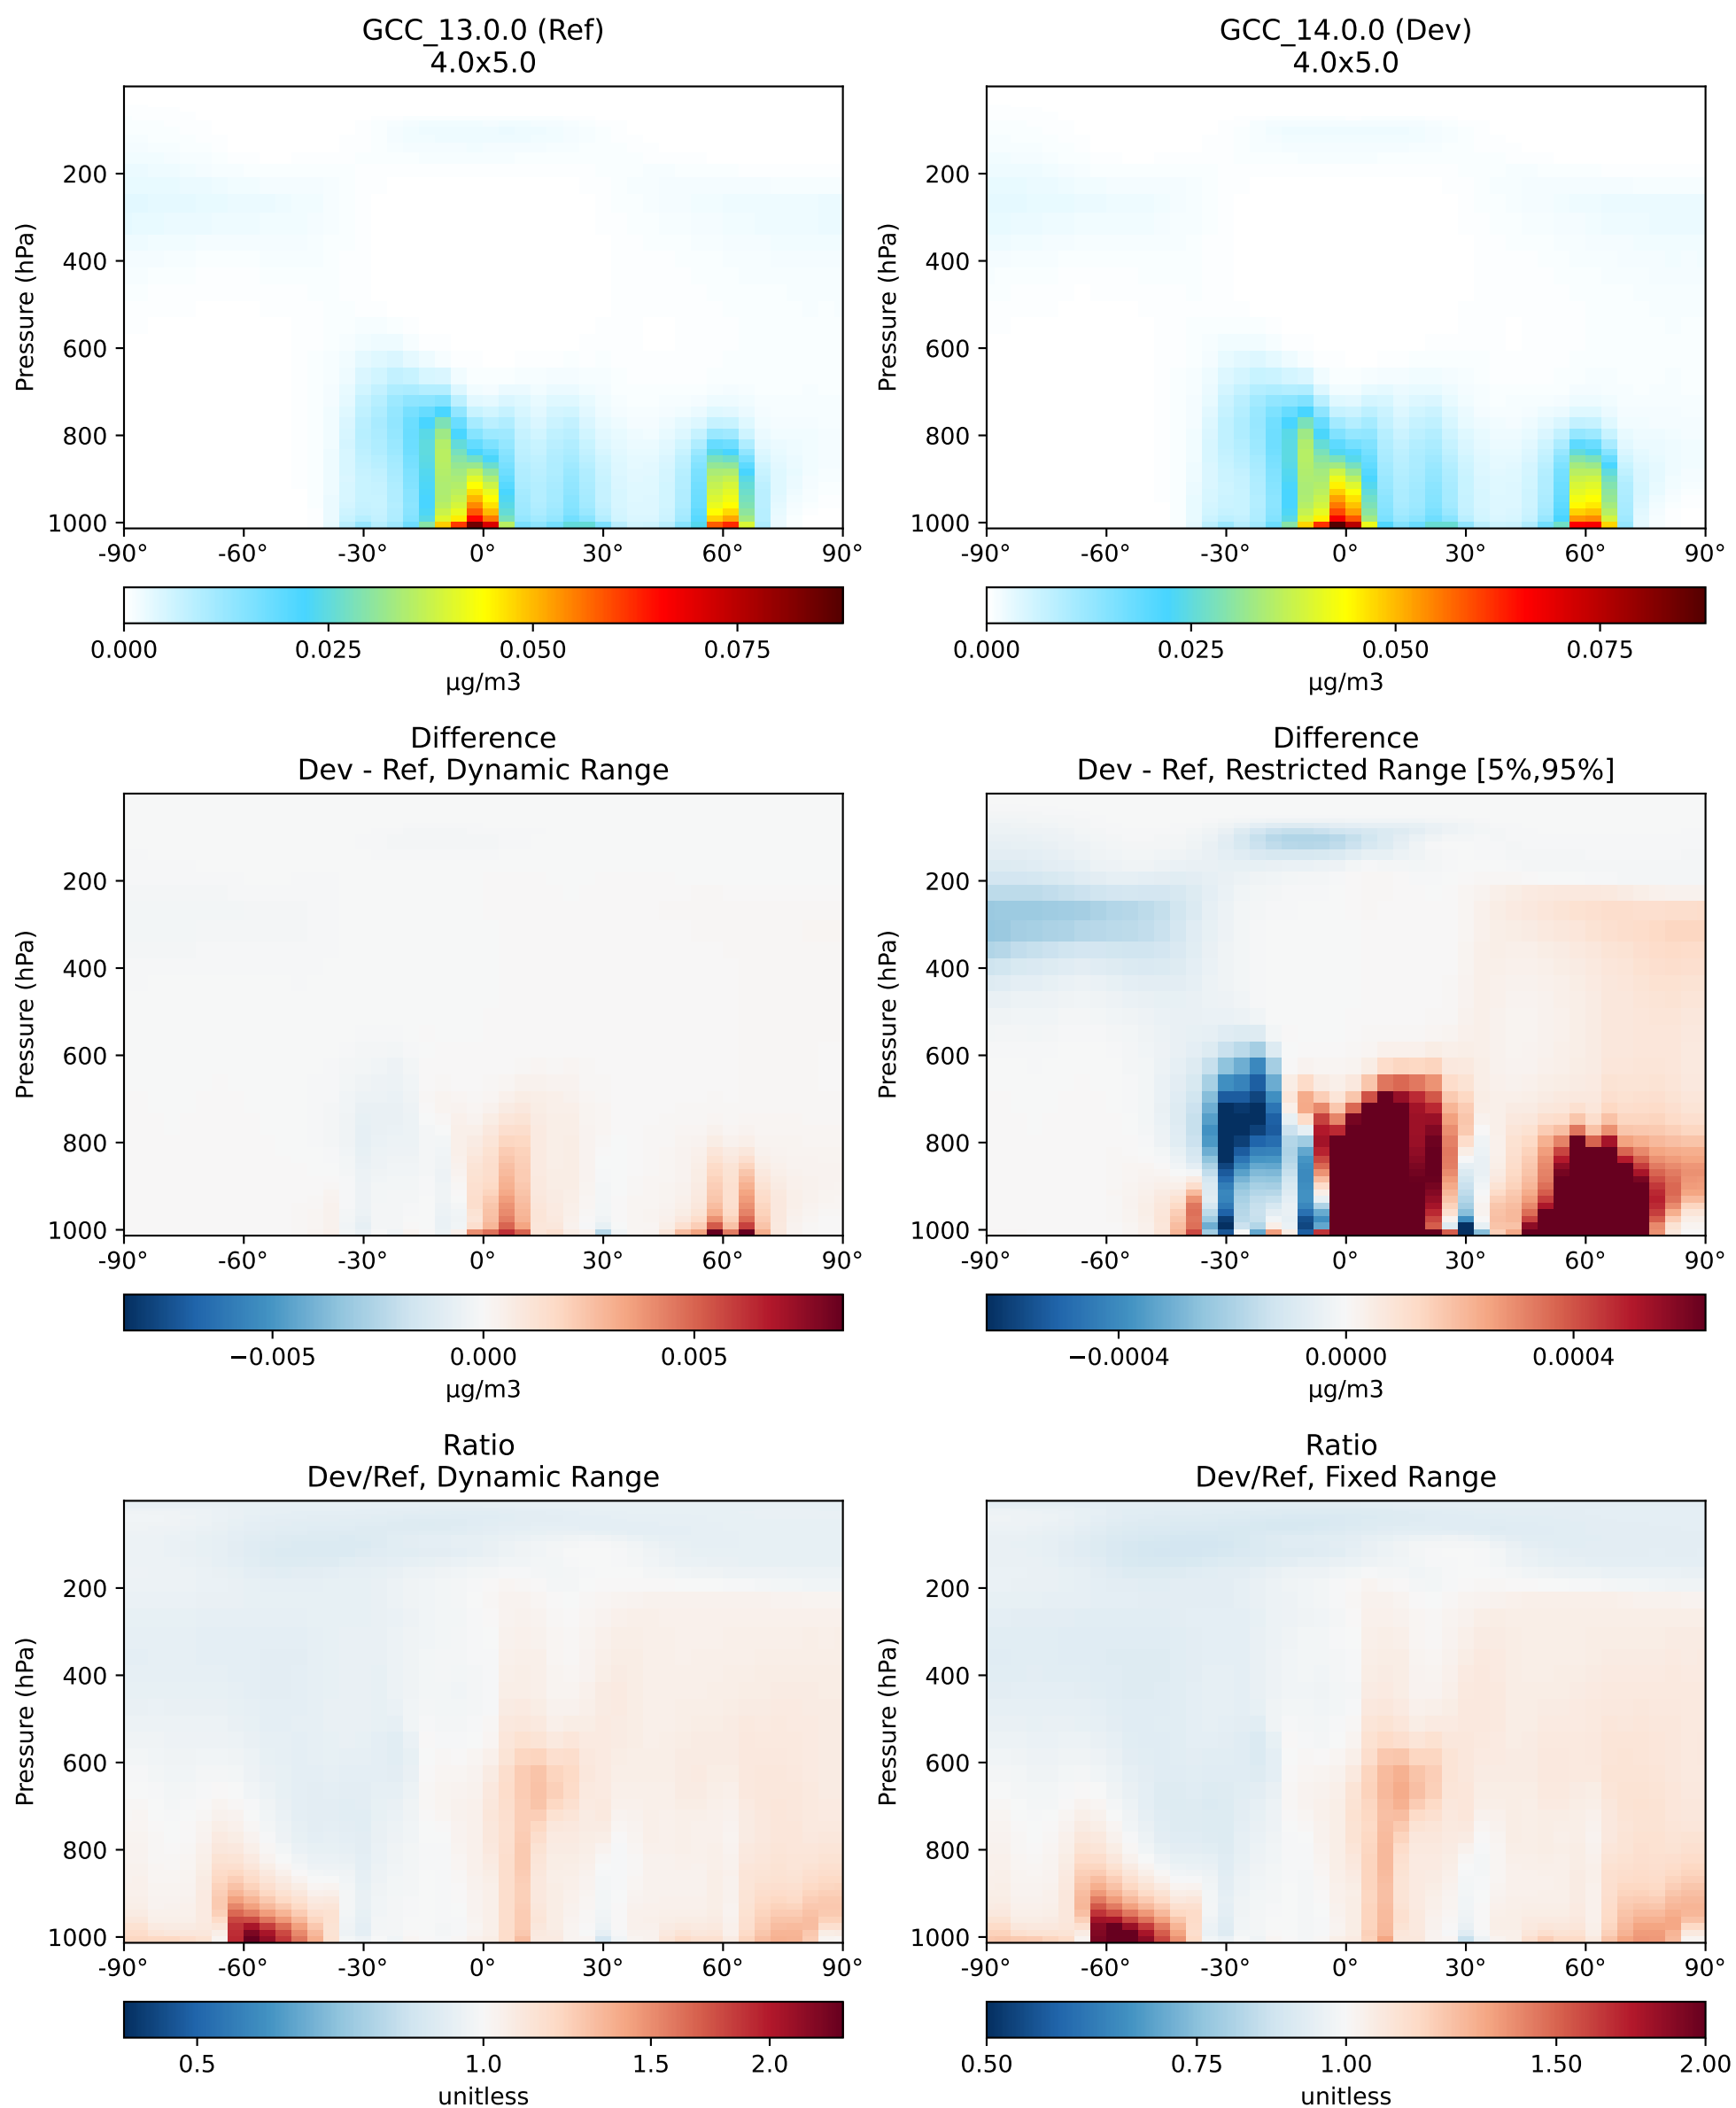 GCC_13.0.0 (Ref)
4.0x5.0
GCC_14.0.0 (Dev)
4.0x5.0
Pressure (hPa)
200
400
600
800
1000
-90° -60° -30° 0° 30° 60° 90°
0.000 0.025 0.050 0.075
μg/m3
Pressure (hPa)
200
400
600
800
1000
-90° -60° -30° 0° 30° 60° 90°
0.000 0.025 0.050 0.075
μg/m3
Difference
Dev - Ref, Dynamic Range
Difference
Dev - Ref, Restricted Range [5%,95%]
Pressure (hPa)
200
400
600
800
1000
-90° -60° -30° 0° 30° 60° 90°
−0.005 0.000 0.005
μg/m3
Pressure (hPa)
200
400
600
800
1000
-90° -60° -30° 0° 30° 60° 90°
−0.0004 0.0000 0.0004
μg/m3
Ratio
Dev/Ref, Dynamic Range
Ratio
Dev/Ref, Fixed Range
Pressure (hPa)
200
400
600
800
1000
-90° -60° -30° 0° 30° 60° 90°
0.5 1.0 1.5 2.0
unitless
Pressure (hPa)
200
400
600
800
1000
-90° -60° -30° 0° 30° 60° 90°
0.50 0.75 1.00 1.50 2.00
unitless